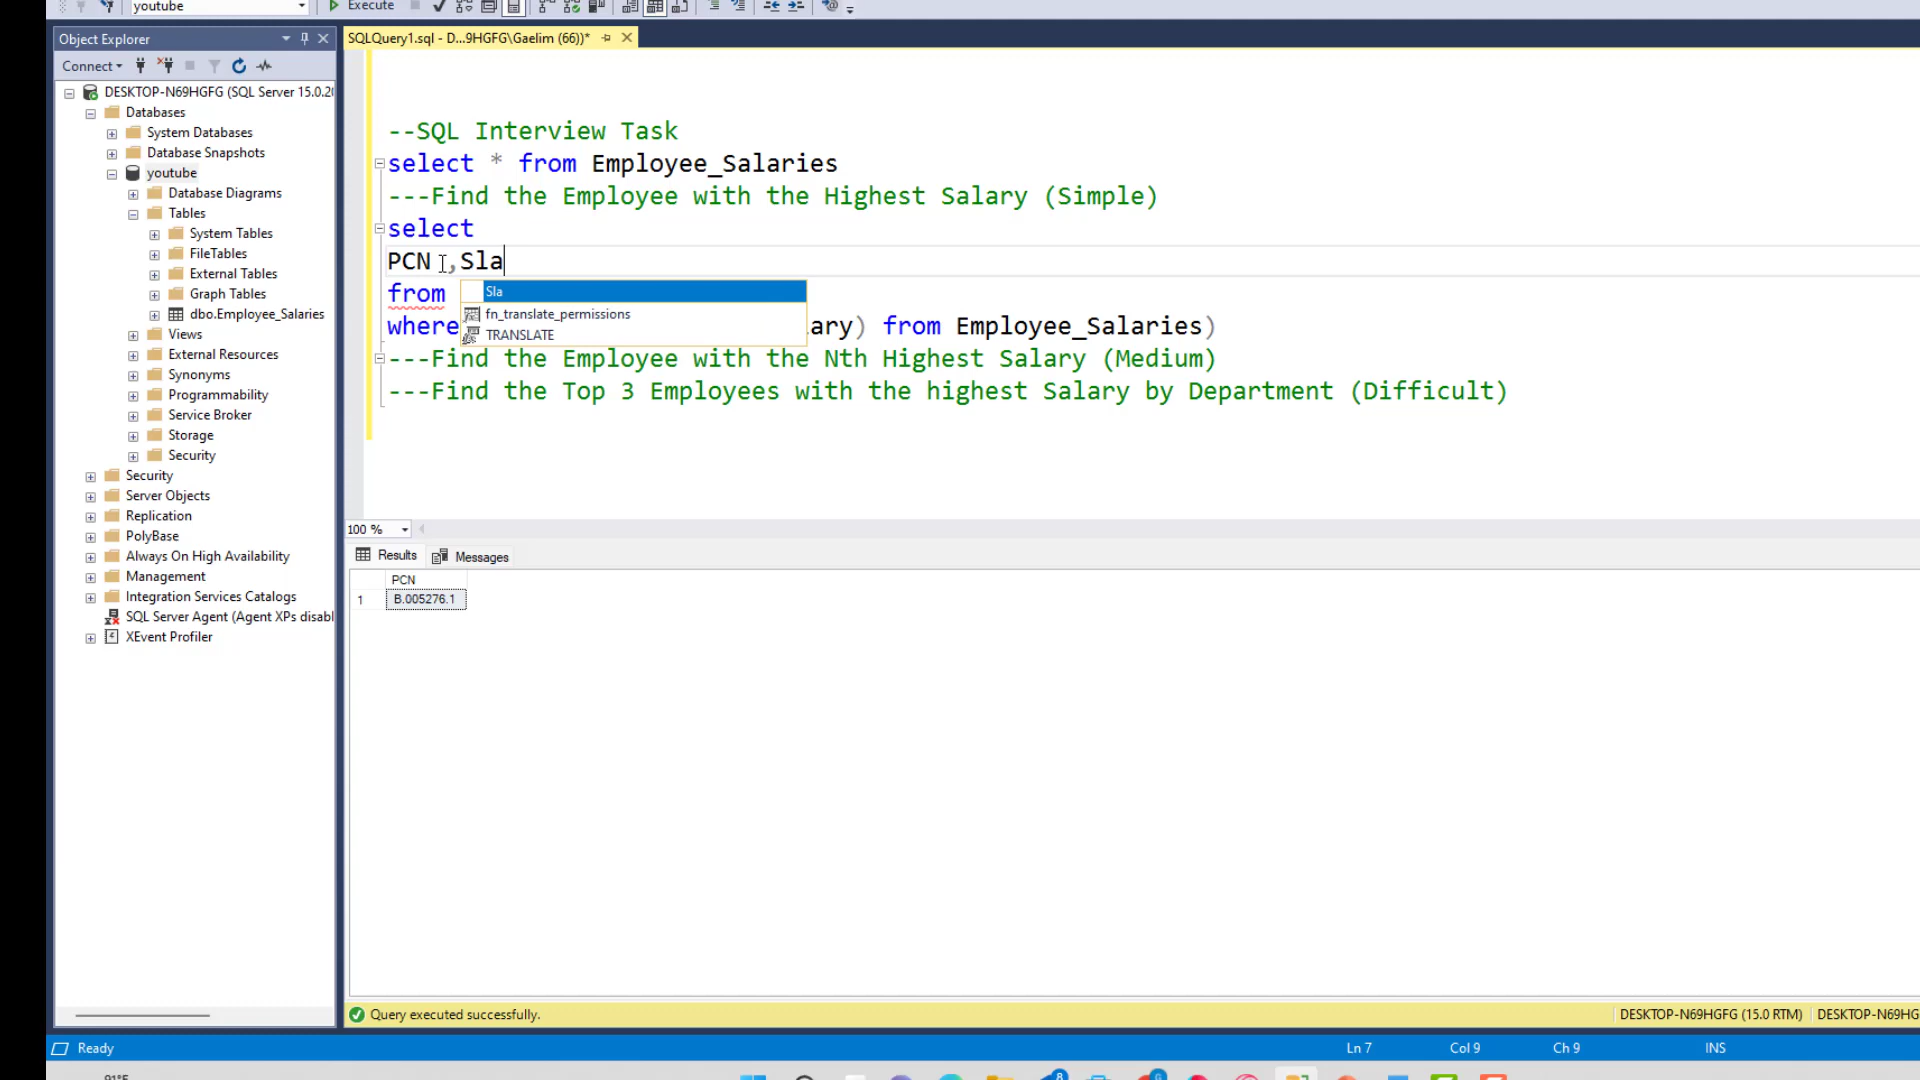 youtube
Execute
Object Explorer
SQLQuery1.sql - D...9HGFG\Gaelim (66))*
Connect
DESKTOP-N69HGFG (SQL Server 15.0.20
Databases
System Databases
Database Snapshots
youtube
Database Diagrams
Tables
System Tables
FileTables
External Tables
Graph Tables
dbo.Employee_Salaries
Views
External Resources
Synonyms
Programmability
Service Broker
Storage
Security
Security
Server Objects
Replication
PolyBase
Always On High Availability
Management
Integration Services Catalogs
SQL Server Agent (Agent XPs disabl
XEvent Profiler
--SQL Interview Task
select * from Employee_Salaries
---Find the Employee with the Highest Salary (Simple)
select
PCN ,Sla
from
where ary) from Employee_Salaries)
Sla
fn_translate_permissions
TRANSLATE
---Find the Employee with the Nth Highest Salary (Medium)
---Find the Top 3 Employees with the highest Salary by Department (Difficult)
100 %
Results Messages
PCN
1 B.005276.1
Query executed successfully.
DESKTOP-N69HGFG (15.0 RTM) DESKTOP-N69HG
Ready
Ln 7 Col 9 Ch 9 INS
91°F
8